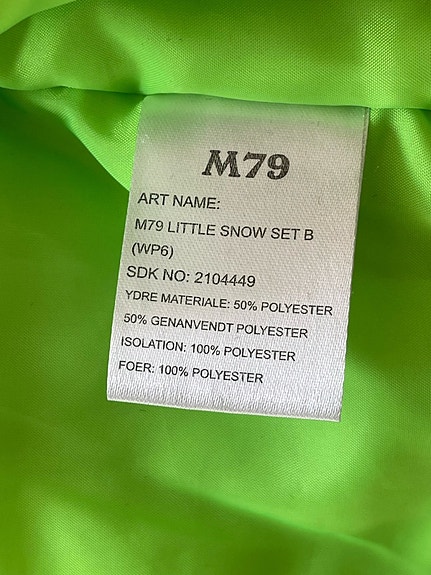 M79
ART NAME:
M79 LITTLE SNOW SET B
(WP6)
SDK NO: 2104449
YDRE MATERIALE: 50% POLYESTER
50% GENANVENDT POLYESTER
ISOLATION: 100% POLYESTER
FOER: 100% POLYESTER